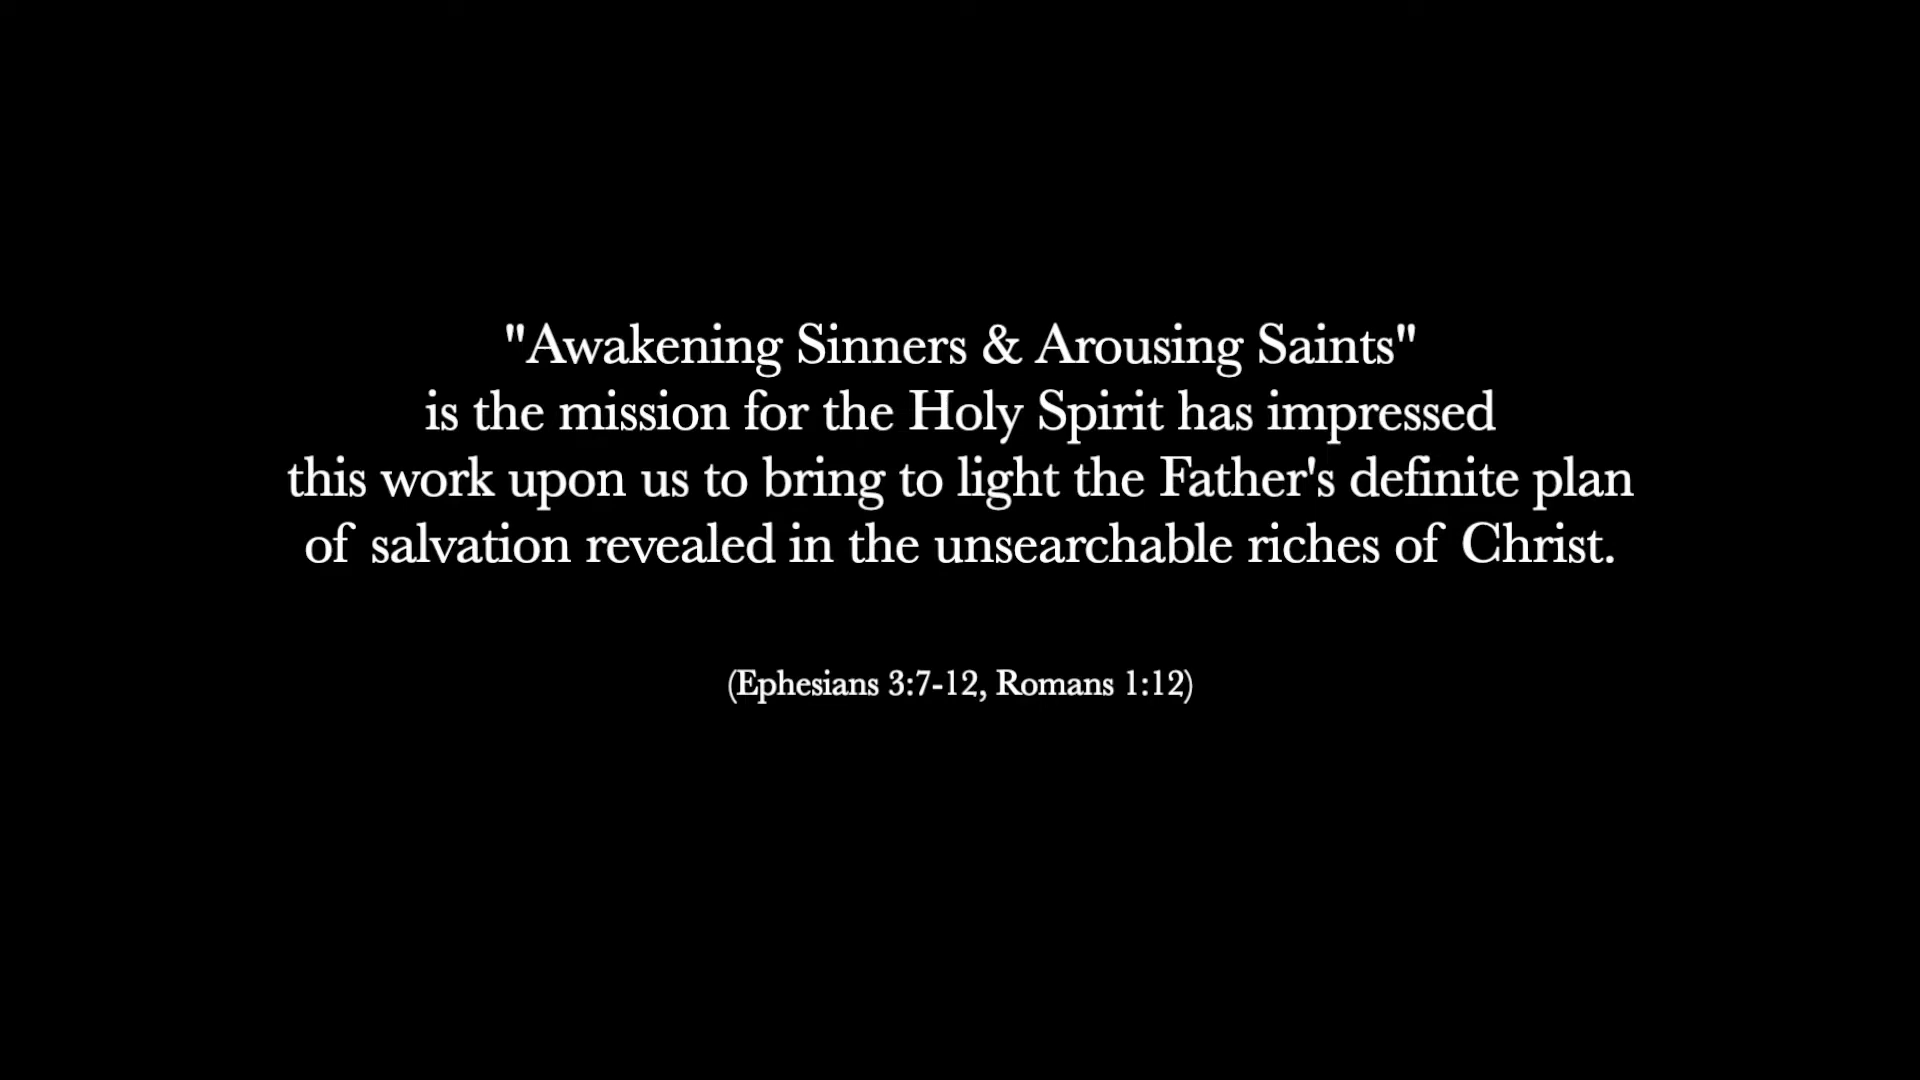 "Awakening Sinners & Arousing Saints"
is the mission for the Holy Spirit has impressed
this work upon us to bring to light the Father's definite plan
of salvation revealed in the unsearchable riches of Christ.
(Ephesians 3:7-12, Romans 1:12)